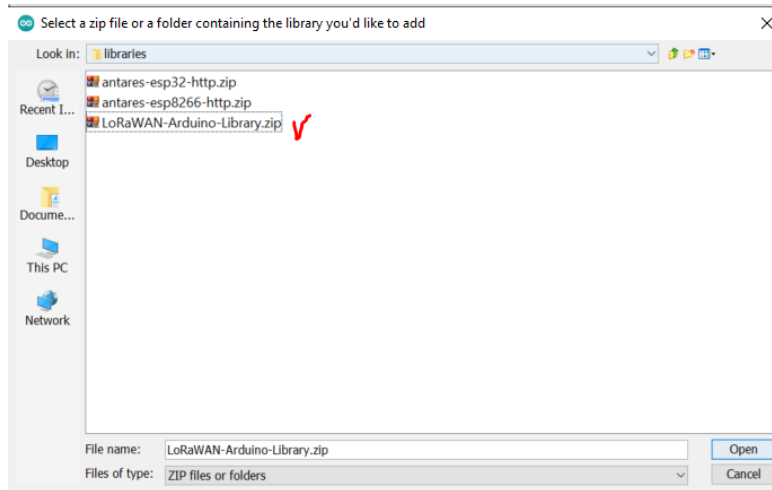 Select a zip file or a folder containing the library you'd like to add
Look in: libraries
antares-esp32-http.zip
antares-esp8266-http.zip
LoRaWAN-Arduino-Library.zip
Recent I...
Desktop
Docume...
This PC
Network
File name: LoRaWAN-Arduino-Library.zip Open
Files of type: ZIP files or folders Cancel